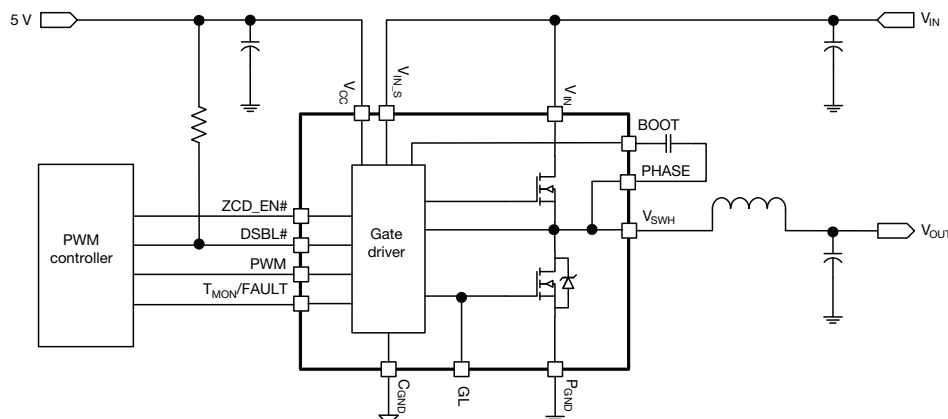 5 V
V_IN
V_CC
V_IN_S
V_IN
BOOT
PHASE
V_SWH
V_OUT
ZCD_EN#
DSBL#
PWM
T_MON/FAULT
PWM
controller
Gate
driver
C_GND
GL
P_GND